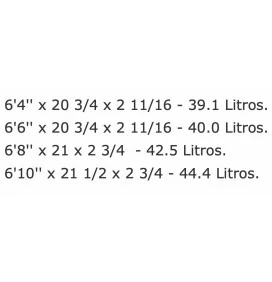 6'4'' x 20 3/4 x 2 11/16 - 39.1 Litros.
6'6'' x 20 3/4 x 2 11/16 - 40.0 Litros.
6'8'' x 21 x 2 3/4  - 42.5 Litros.
6'10'' x 21 1/2 x 2 3/4 - 44.4 Litros.